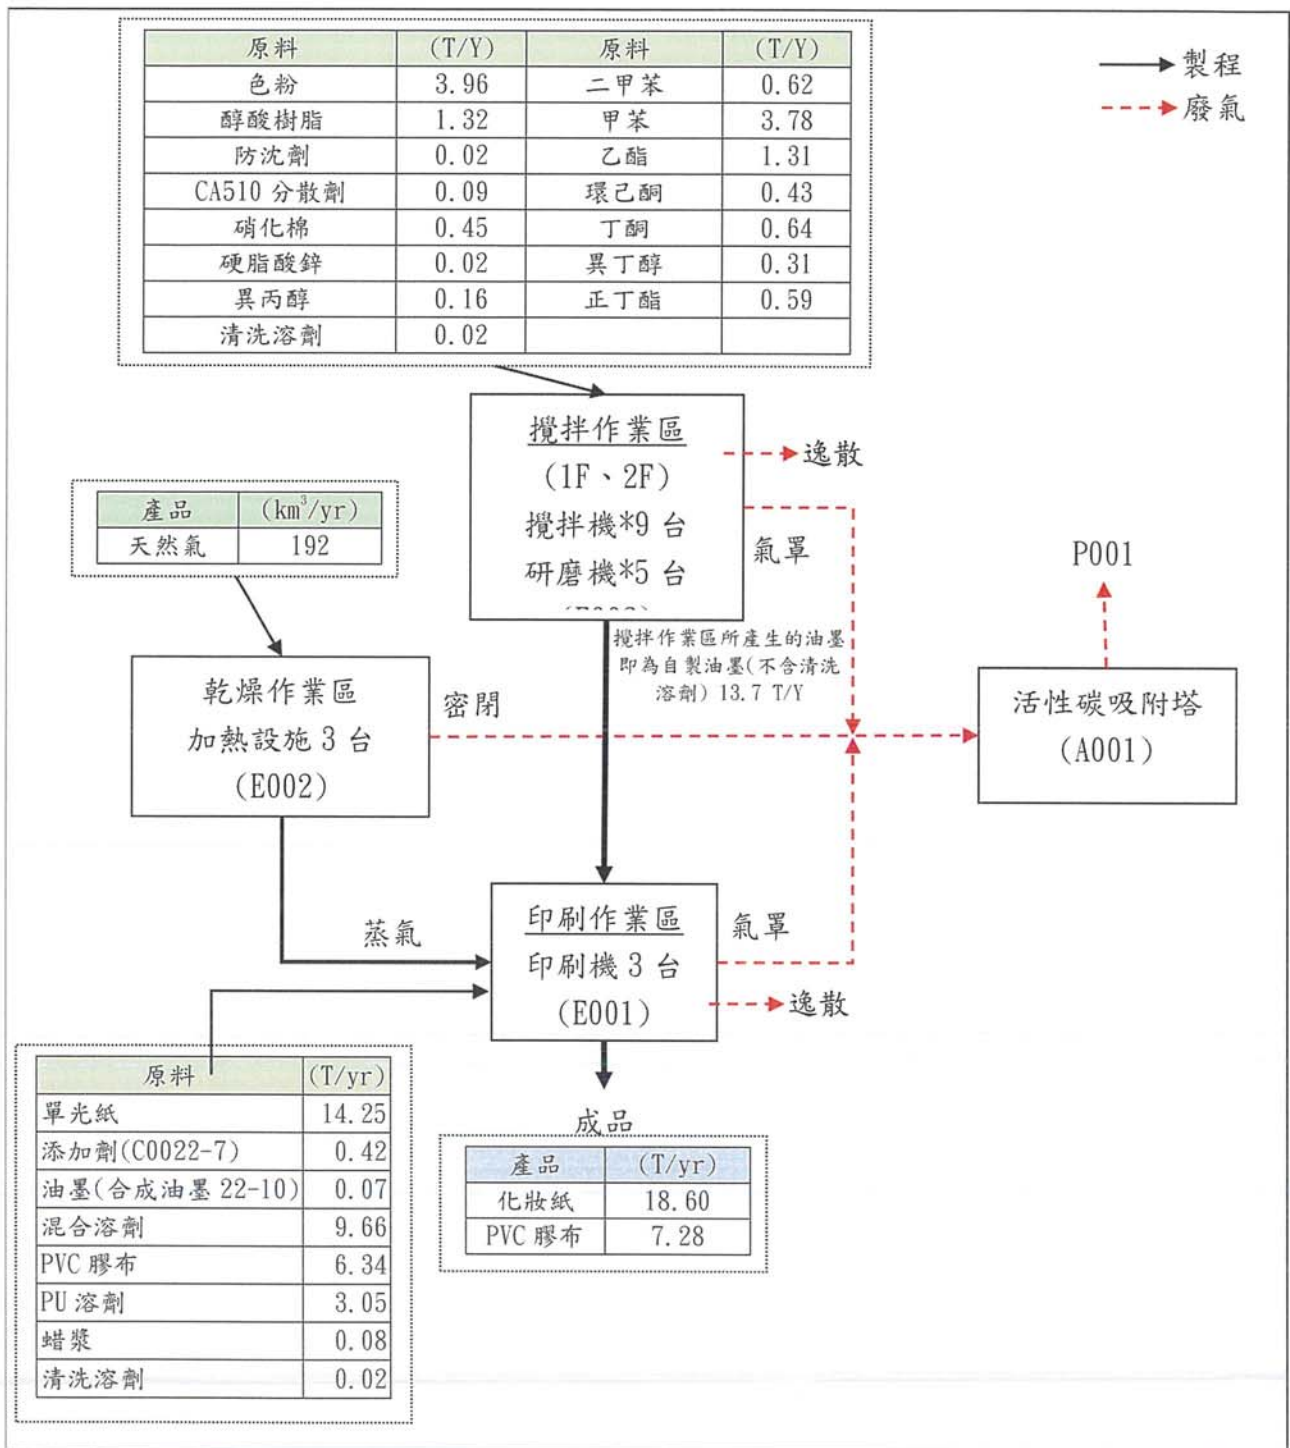 原料 (T/Y) 原料 (T/Y)
色粉 3.96 二甲苯 0.62
醇酸樹脂 1.32 甲苯 3.78
防沈劑 0.02 乙酯 1.31
CA510 分散劑 0.09 環己酮 0.43
硝化棉 0.45 丁酮 0.64
硬脂酸鋅 0.02 異丁醇 0.31
異丙醇 0.16 正丁酯 0.59
清洗溶劑 0.02
製程
廢氣
攪拌作業區
(1F、2F)
攪拌機*9 台
研磨機*5 台
逸散
氣罩
產品 (km³/yr)
天然氣 192
P001
攪拌作業區所產生的油墨
即為自製油墨(不含清洗
溶劑) 13.7 T/Y
乾燥作業區
加熱設施 3 台
(E002)
密閉
活性碳吸附塔
(A001)
蒸氣
印刷作業區
印刷機 3 台
(E001)
氣罩
逸散
原料 (T/yr)
單光紙 14.25
添加劑(C0022-7) 0.42
油墨(合成油墨 22-10) 0.07
混合溶劑 9.66
PVC 膠布 6.34
PU 溶劑 3.05
蜡漿 0.08
清洗溶劑 0.02
成品
產品 (T/yr)
化妝紙 18.60
PVC 膠布 7.28